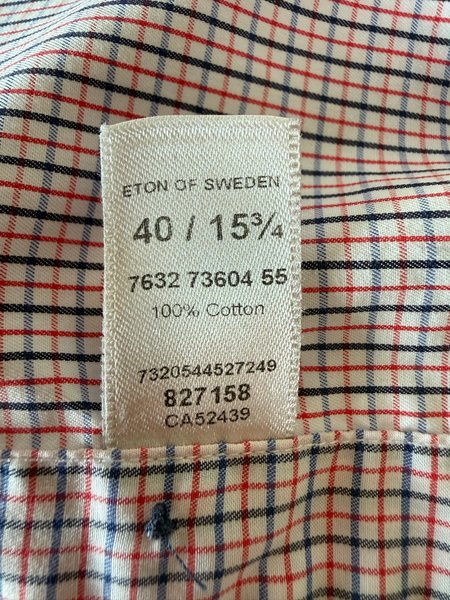 ETON OF SWEDEN
40 / 15¾
7632 73604 55
100% Cotton
7320544527249
827158
CA52439